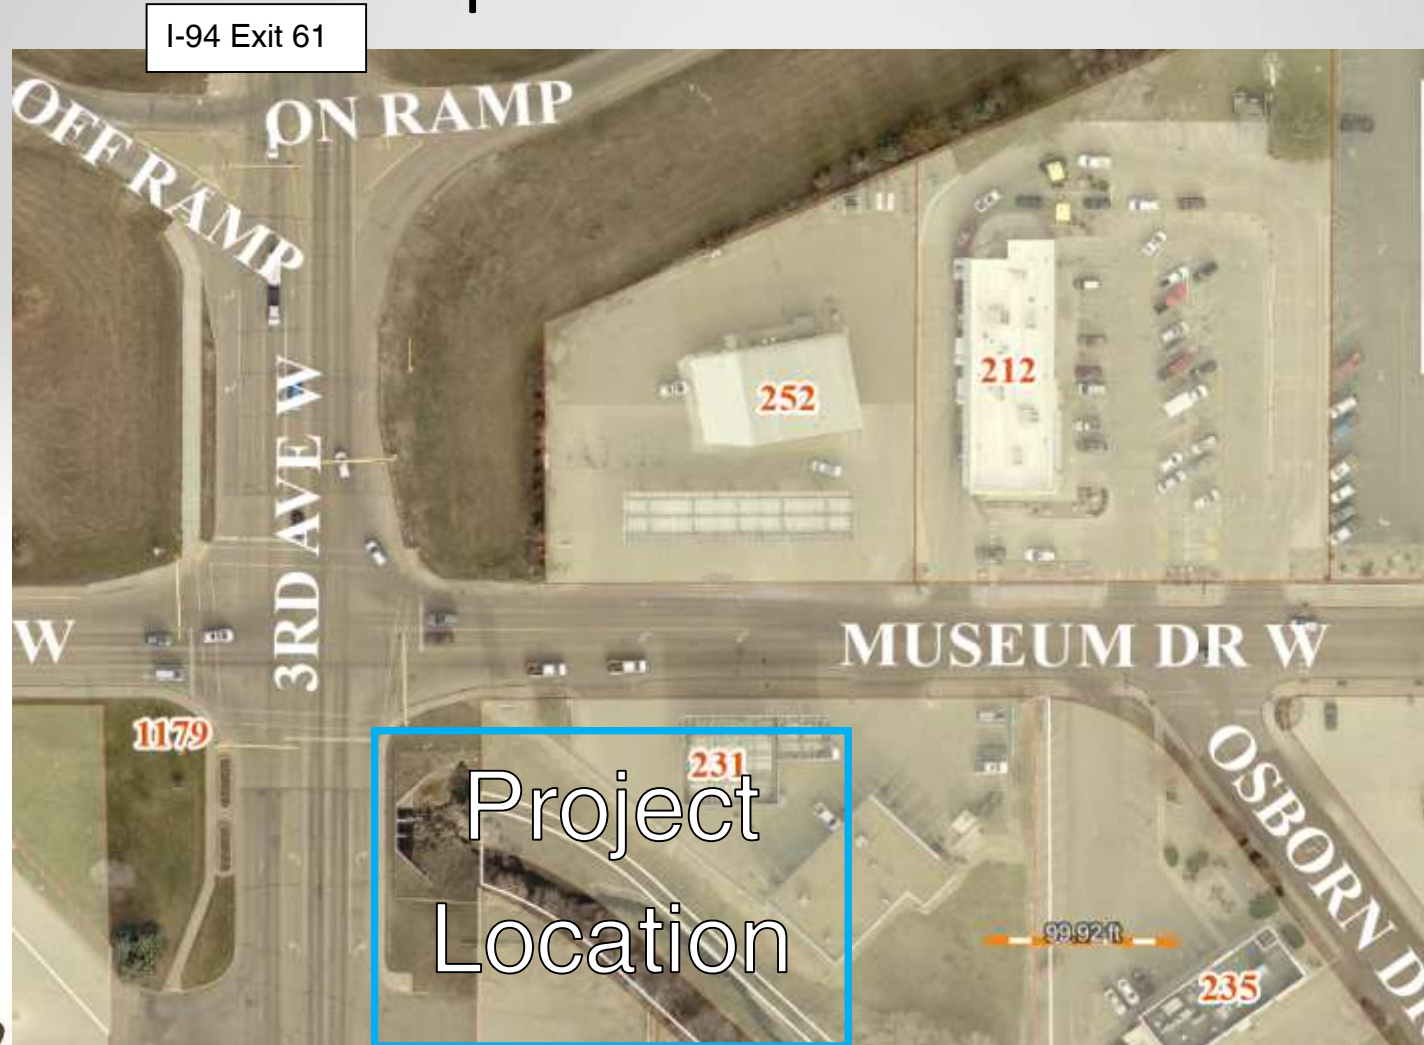 I-94 Exit 61
OFF RAMP
ON RAMP
252
212
3RD AVE W
W
MUSEUM DR W
1179
231
Project
Location
OSBORN DR
99.92 ft
235